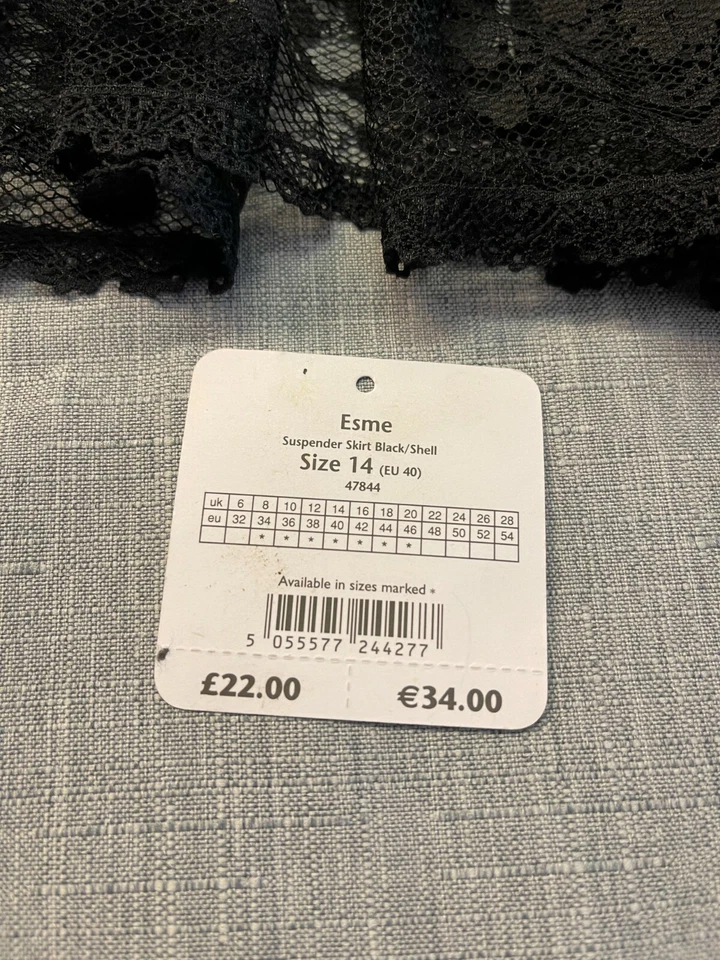 Esme
Suspender Skirt Black/Shell
Size 14 (EU 40)
47844
uk 6 8 10 12 14 16 18 20 22 24 26 28
eu 32 34 36 38 40 42 44 46 48 50 52 54
* * * * * * *
Available in sizes marked *
5 055577 244277
£22.00 €34.00